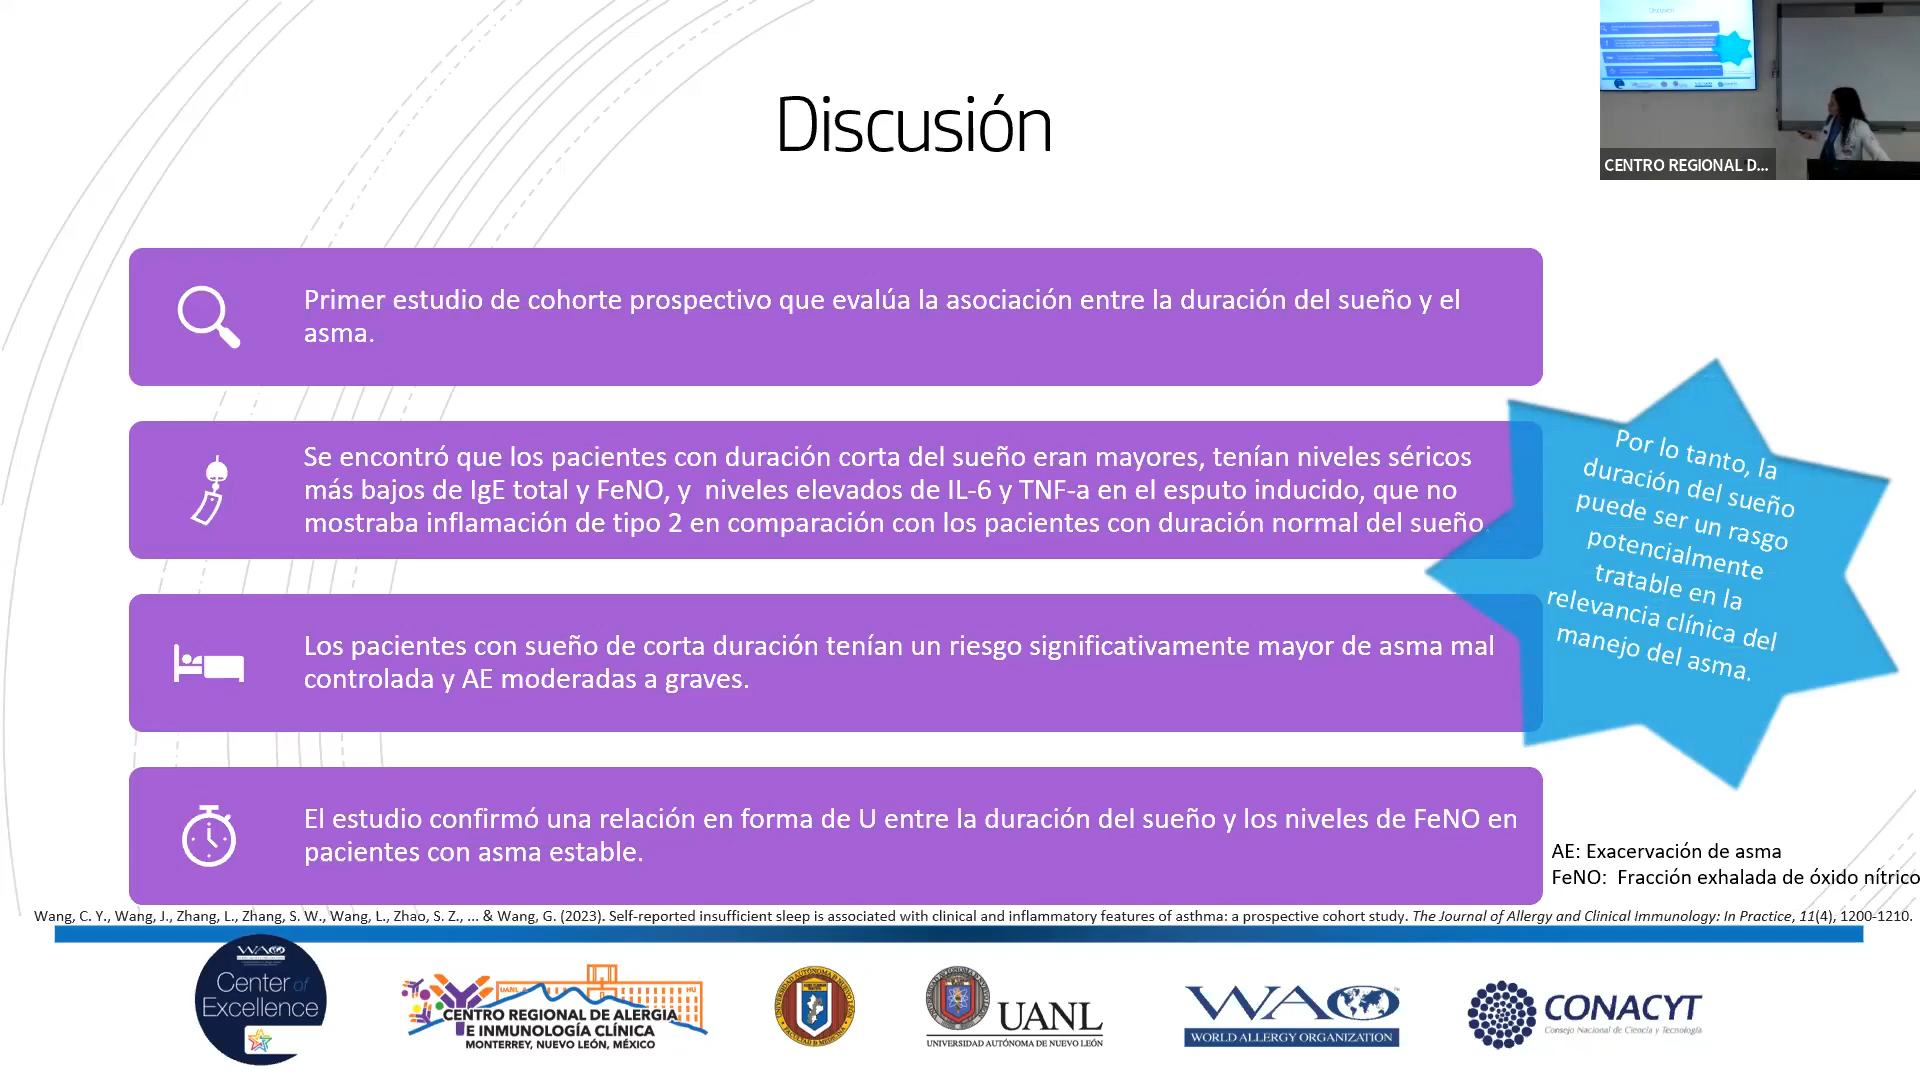 Discusión
CENTRO REGIONAL D...
Primer estudio de cohorte prospectivo que evalúa la asociación entre la duración del sueño y el
asma.
Se encontró que los pacientes con duración corta del sueño eran mayores, tenían niveles séricos
más bajos de IgE total y FeNO, y niveles elevados de IL-6 y TNF-a en el esputo inducido, que no
mostraba inflamación de tipo 2 en comparación con los pacientes con duración normal del sueño.
Los pacientes con sueño de corta duración tenían un riesgo significativamente mayor de asma mal
controlada y AE moderadas a graves.
El estudio confirmó una relación en forma de U entre la duración del sueño y los niveles de FeNO en
pacientes con asma estable.
Por lo tanto, la
duración del sueño
puede ser un rasgo
potencialmente
tratable en la
relevancia clínica del
manejo del asma.
AE: Exacervación de asma
FeNO: Fracción exhalada de óxido nítrico
Wang, C. Y., Wang, J., Zhang, L., Zhang, S. W., Wang, L., Zhao, S. Z., ... & Wang, G. (2023). Self-reported insufficient sleep is associated with clinical and inflammatory features of asthma: a prospective cohort study. The Journal of Allergy and Clinical Immunology: In Practice, 11(4), 1200-1210.
WAO
Center of
Excellence
UANL HU
CENTRO REGIONAL DE ALERGIA
E INMUNOLOGÍA CLÍNICA
MONTERREY, NUEVO LEÓN, MÉXICO
UANL
UNIVERSIDAD AUTÓNOMA DE NUEVO LEÓN
WAO
WORLD ALLERGY ORGANIZATION
CONACYT
Consejo Nacional de Ciencia y Tecnología